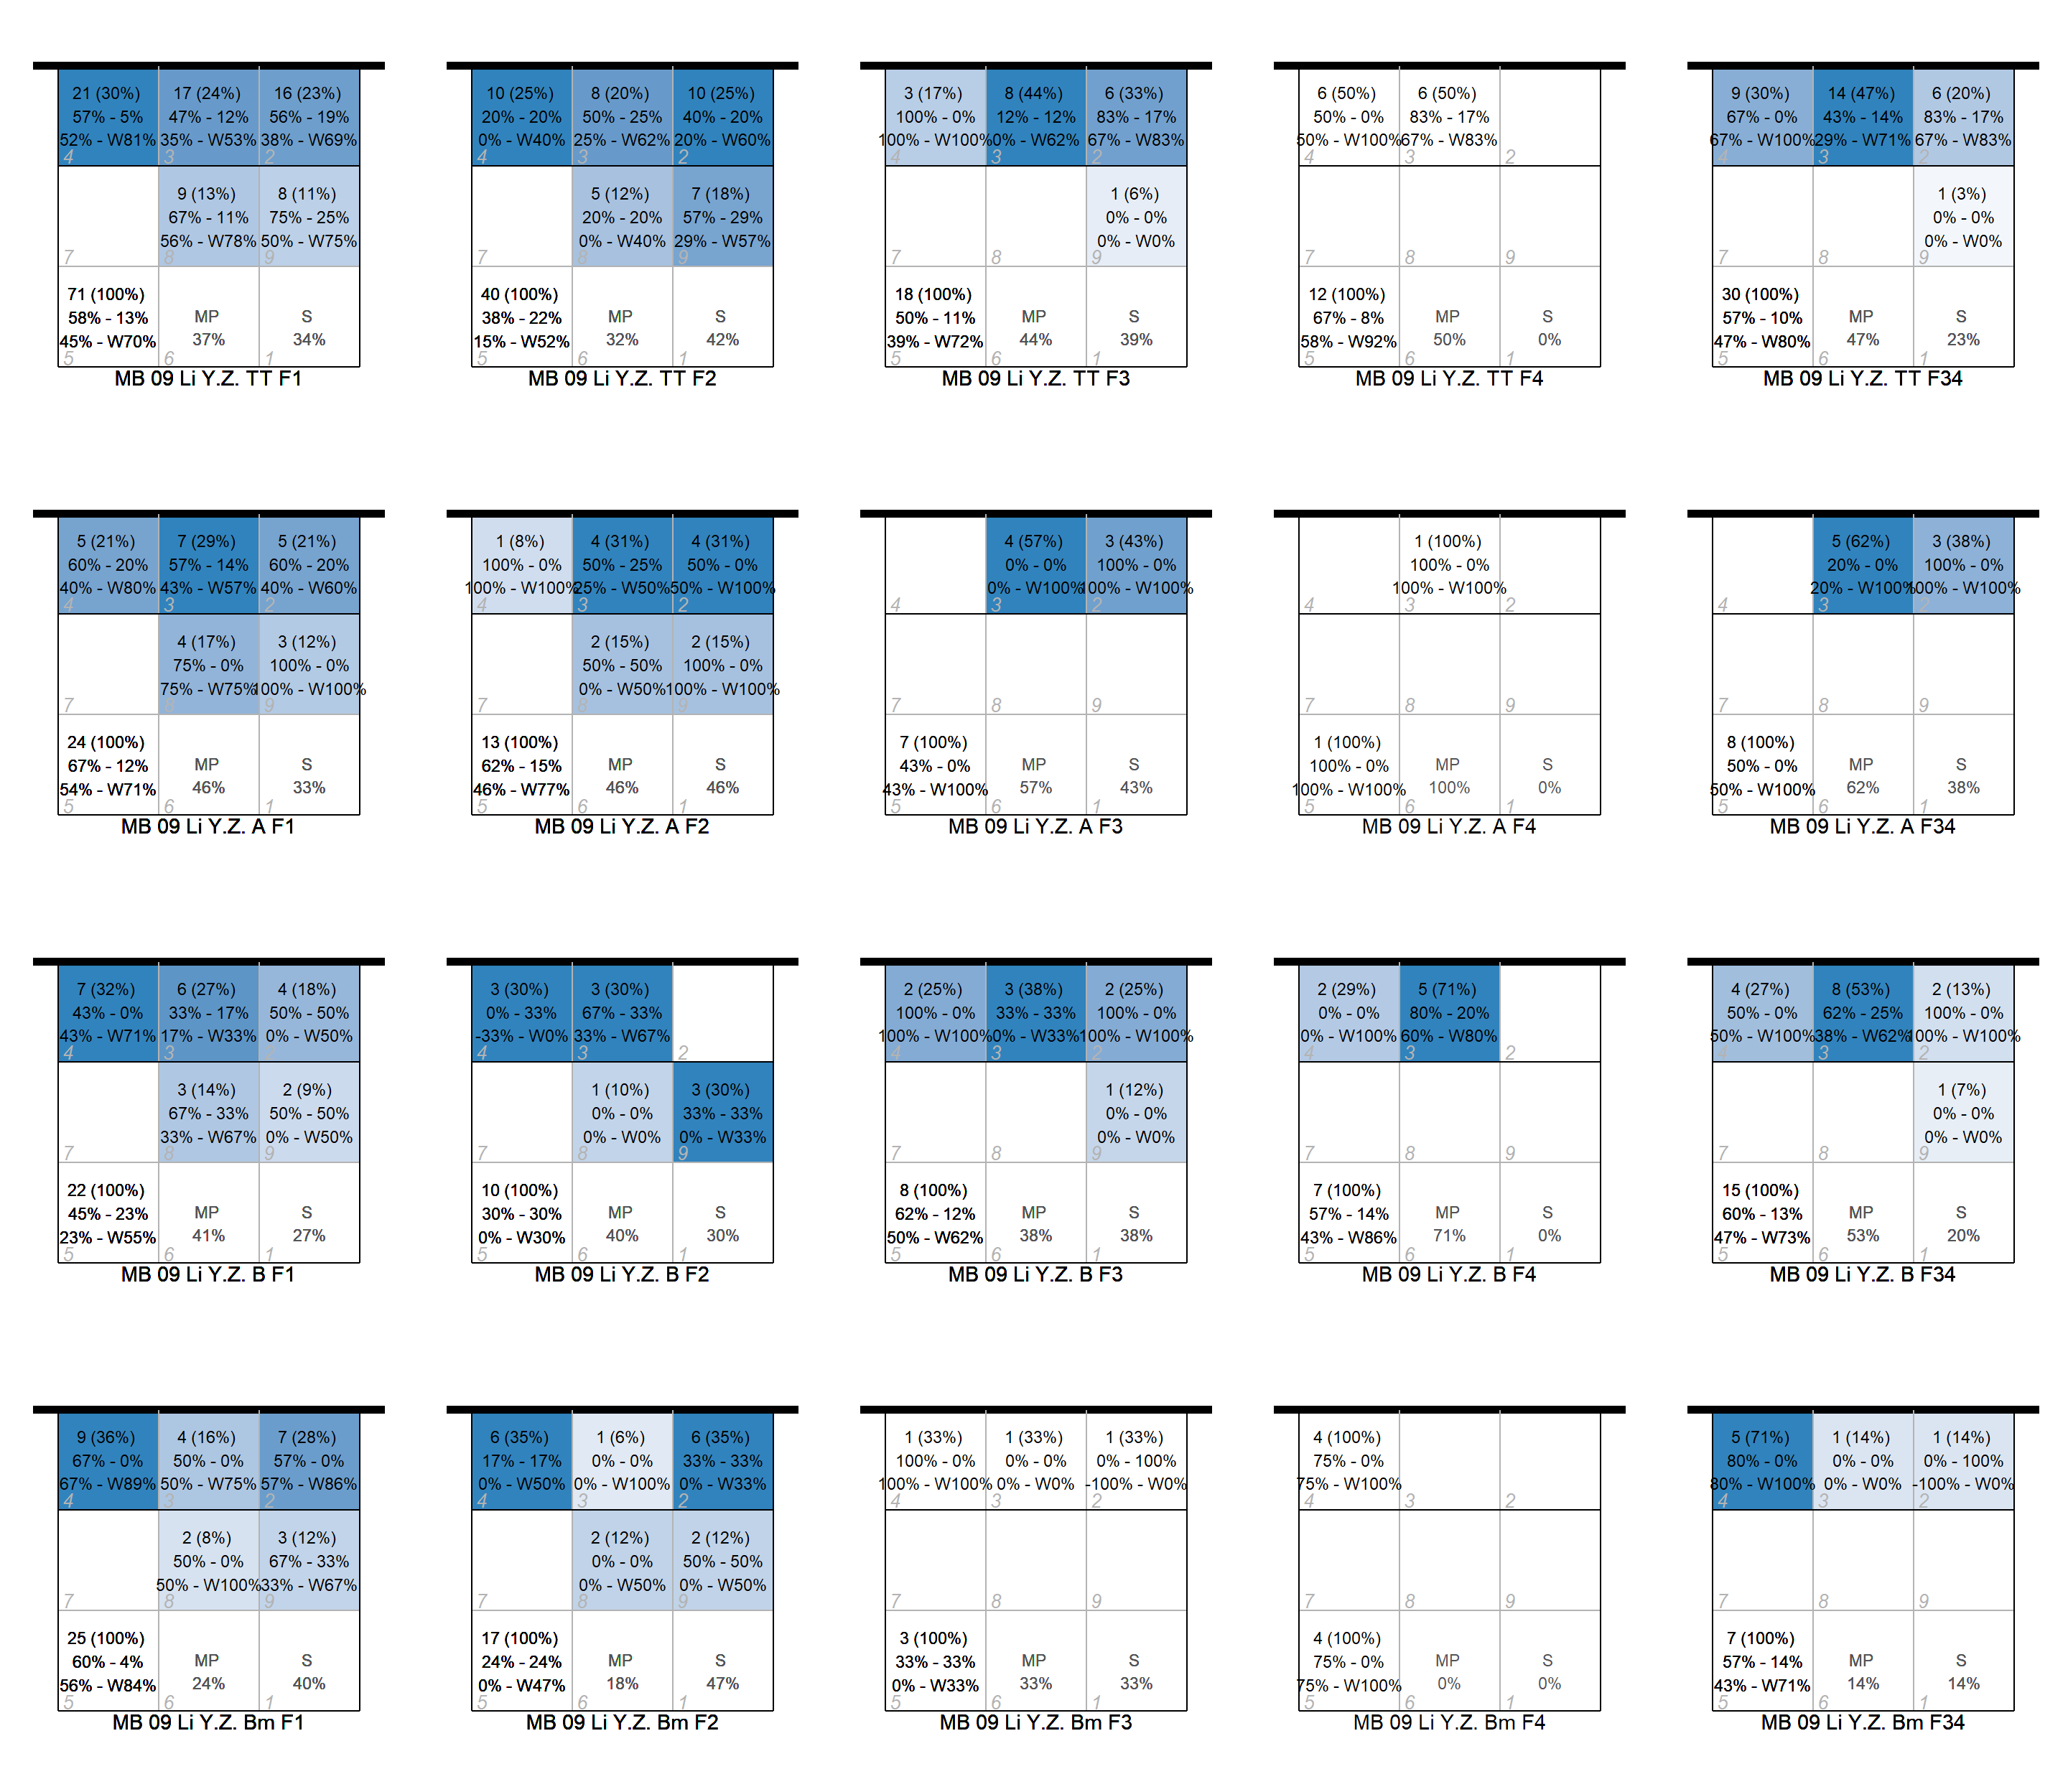 21 (30%)
57% - 5%
52% - W81%
4
17 (24%)
47% - 12%
35% - W53%
3
16 (23%)
56% - 19%
38% - W69%
2
7
9 (13%)
67% - 11%
56% - W78%
8
8 (11%)
75% - 25%
50% - W75%
9
71 (100%)
58% - 13%
45% - W70%
5
MP
37%
6
S
34%
1
MB 09 Li Y.Z. TT F1
10 (25%)
20% - 20%
0% - W40%
4
8 (20%)
50% - 25%
25% - W62%
3
10 (25%)
40% - 20%
20% - W60%
2
7
5 (12%)
20% - 20%
0% - W40%
8
7 (18%)
57% - 29%
29% - W57%
9
40 (100%)
38% - 22%
15% - W52%
5
MP
32%
6
S
42%
1
MB 09 Li Y.Z. TT F2
3 (17%)
100% - 0%
100% - W100%
4
8 (44%)
12% - 12%
0% - W62%
3
6 (33%)
83% - 17%
67% - W83%
2
7
8
1 (6%)
0% - 0%
0% - W0%
9
18 (100%)
50% - 11%
39% - W72%
5
MP
44%
6
S
39%
1
MB 09 Li Y.Z. TT F3
6 (50%)
50% - 0%
50% - W100%
4
6 (50%)
83% - 17%
67% - W83%
3
2
7
8
9
12 (100%)
67% - 8%
58% - W92%
5
MP
50%
6
S
0%
1
MB 09 Li Y.Z. TT F4
9 (30%)
67% - 0%
67% - W100%
4
14 (47%)
43% - 14%
29% - W71%
3
6 (20%)
83% - 17%
67% - W83%
2
7
8
1 (3%)
0% - 0%
0% - W0%
9
30 (100%)
57% - 10%
47% - W80%
5
MP
47%
6
S
23%
1
MB 09 Li Y.Z. TT F34
5 (21%)
60% - 20%
40% - W80%
4
7 (29%)
57% - 14%
43% - W57%
3
5 (21%)
60% - 20%
40% - W60%
2
7
4 (17%)
75% - 0%
75% - W75%
8
3 (12%)
100% - 0%
100% - W100%
9
24 (100%)
67% - 12%
54% - W71%
5
MP
46%
6
S
33%
1
MB 09 Li Y.Z. A F1
1 (8%)
100% - 0%
100% - W100%
4
4 (31%)
50% - 25%
25% - W50%
3
4 (31%)
50% - 0%
50% - W100%
2
7
2 (15%)
50% - 50%
0% - W50%
8
2 (15%)
100% - 0%
100% - W100%
9
13 (100%)
62% - 15%
46% - W77%
5
MP
46%
6
S
46%
1
MB 09 Li Y.Z. A F2
4
4 (57%)
0% - 0%
0% - W100%
3
3 (43%)
100% - 0%
100% - W100%
2
7
8
9
7 (100%)
43% - 0%
43% - W100%
5
MP
57%
6
S
43%
1
MB 09 Li Y.Z. A F3
4
1 (100%)
100% - 0%
100% - W100%
3
2
7
8
9
1 (100%)
100% - 0%
100% - W100%
5
MP
100%
6
S
0%
1
MB 09 Li Y.Z. A F4
4
5 (62%)
20% - 0%
20% - W100%
3
3 (38%)
100% - 0%
100% - W100%
2
7
8
9
8 (100%)
50% - 0%
50% - W100%
5
MP
62%
6
S
38%
1
MB 09 Li Y.Z. A F34
7 (32%)
43% - 0%
43% - W71%
4
6 (27%)
33% - 17%
17% - W33%
3
4 (18%)
50% - 50%
0% - W50%
2
7
3 (14%)
67% - 33%
33% - W67%
8
2 (9%)
50% - 50%
0% - W50%
9
22 (100%)
45% - 23%
23% - W55%
5
MP
41%
6
S
27%
1
MB 09 Li Y.Z. B F1
3 (30%)
0% - 33%
-33% - W0%
4
3 (30%)
67% - 33%
33% - W67%
3
2
7
1 (10%)
0% - 0%
0% - W0%
8
3 (30%)
33% - 33%
0% - W33%
9
10 (100%)
30% - 30%
0% - W30%
5
MP
40%
6
S
30%
1
MB 09 Li Y.Z. B F2
2 (25%)
100% - 0%
100% - W100%
4
3 (38%)
33% - 33%
0% - W33%
3
2 (25%)
100% - 0%
100% - W100%
2
7
8
1 (12%)
0% - 0%
0% - W0%
9
8 (100%)
62% - 12%
50% - W62%
5
MP
38%
6
S
38%
1
MB 09 Li Y.Z. B F3
2 (29%)
0% - 0%
0% - W100%
4
5 (71%)
80% - 20%
60% - W80%
3
2
7
8
9
7 (100%)
57% - 14%
43% - W86%
5
MP
71%
6
S
0%
1
MB 09 Li Y.Z. B F4
4 (27%)
50% - 0%
50% - W100%
4
8 (53%)
62% - 25%
38% - W62%
3
2 (13%)
100% - 0%
100% - W100%
2
7
8
1 (7%)
0% - 0%
0% - W0%
9
15 (100%)
60% - 13%
47% - W73%
5
MP
53%
6
S
20%
1
MB 09 Li Y.Z. B F34
9 (36%)
67% - 0%
67% - W89%
4
4 (16%)
50% - 0%
50% - W75%
3
7 (28%)
57% - 0%
57% - W86%
2
7
2 (8%)
50% - 0%
50% - W100%
8
3 (12%)
67% - 33%
33% - W67%
9
25 (100%)
60% - 4%
56% - W84%
5
MP
24%
6
S
40%
1
MB 09 Li Y.Z. Bm F1
6 (35%)
17% - 17%
0% - W50%
4
1 (6%)
0% - 0%
0% - W100%
3
6 (35%)
33% - 33%
0% - W33%
2
7
2 (12%)
0% - 0%
0% - W50%
8
2 (12%)
50% - 50%
0% - W50%
9
17 (100%)
24% - 24%
0% - W47%
5
MP
18%
6
S
47%
1
MB 09 Li Y.Z. Bm F2
1 (33%)
100% - 0%
100% - W100%
4
1 (33%)
0% - 0%
0% - W0%
3
1 (33%)
0% - 100%
-100% - W0%
2
7
8
9
3 (100%)
33% - 33%
0% - W33%
5
MP
33%
6
S
33%
1
MB 09 Li Y.Z. Bm F3
4 (100%)
75% - 0%
75% - W100%
4
3
2
7
8
9
4 (100%)
75% - 0%
75% - W100%
5
MP
0%
6
S
0%
1
MB 09 Li Y.Z. Bm F4
5 (71%)
80% - 0%
80% - W100%
4
1 (14%)
0% - 0%
0% - W0%
3
1 (14%)
0% - 100%
-100% - W0%
2
7
8
9
7 (100%)
57% - 14%
43% - W71%
5
MP
14%
6
S
14%
1
MB 09 Li Y.Z. Bm F34